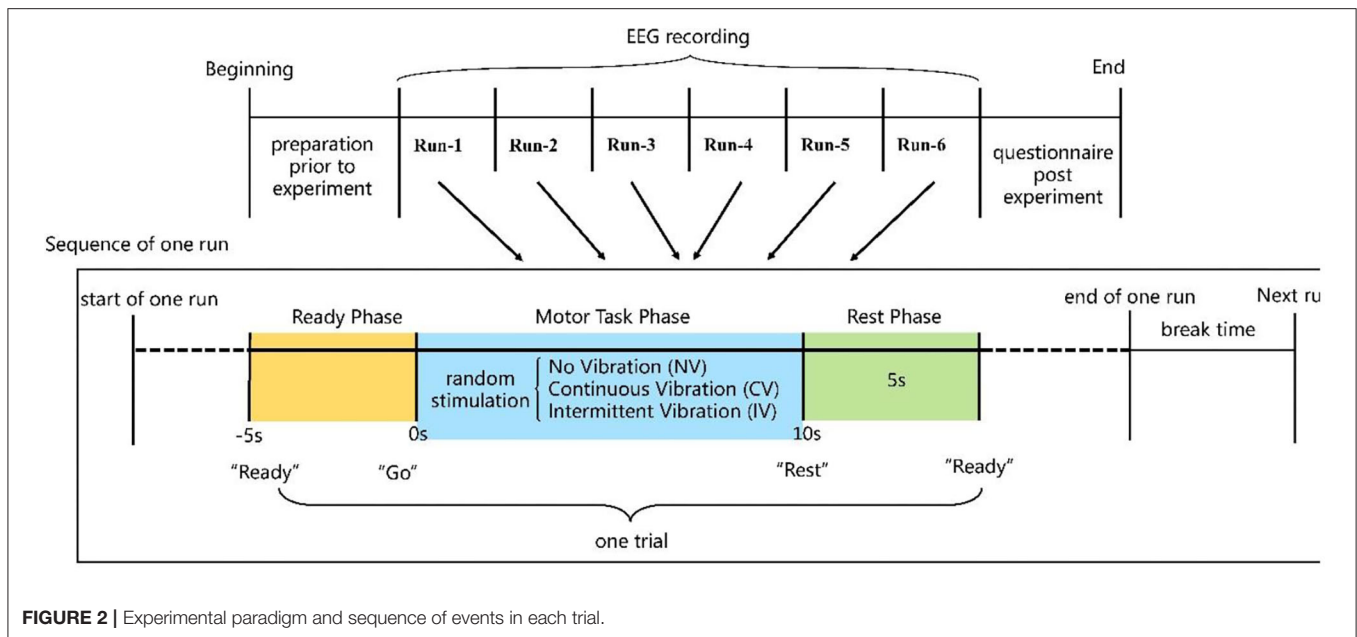 EEG recording
Beginning
End
preparation
prior to
experiment
Run-1
Run-2
Run-3
Run-4
Run-5
Run-6
questionnaire
post
experiment
Sequence of one run
start of one run
end of one run
Next ru
Ready Phase
Motor Task Phase
Rest Phase
break time
random
stimulation
No Vibration (NV)
Continuous Vibration (CV)
Intermittent Vibration (IV)
5s
-5s
0s
10s
"Ready"
"Go"
"Rest"
"Ready"
one trial
FIGURE 2 | Experimental paradigm and sequence of events in each trial.